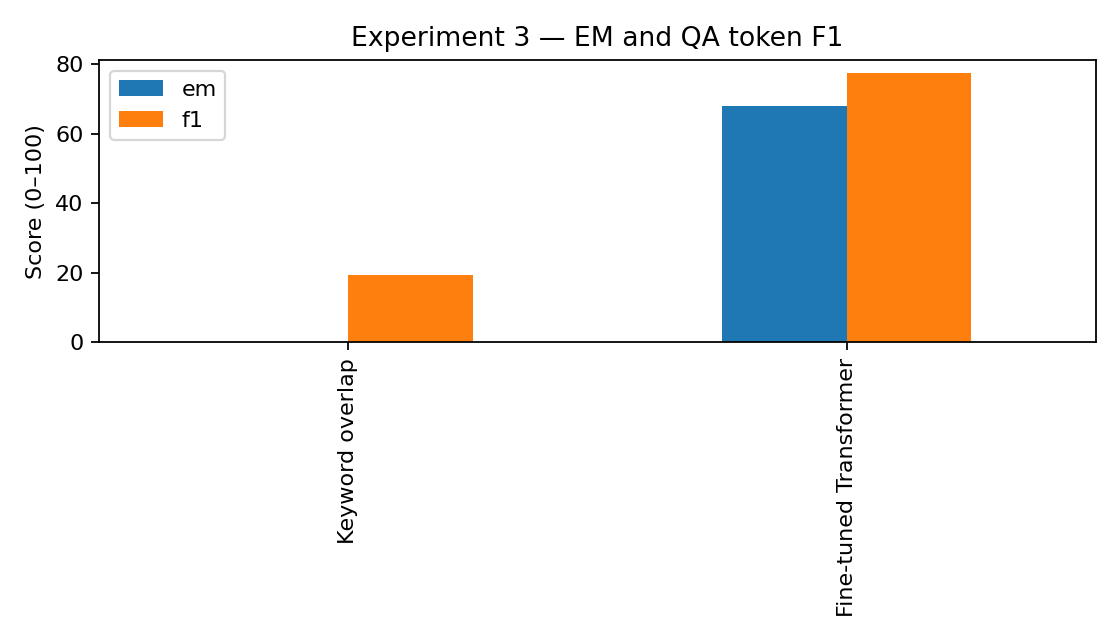 Experiment 3 — EM and QA token F1
em
f1
Score (0–100)
80
60
40
20
0
Keyword overlap
Fine-tuned Transformer